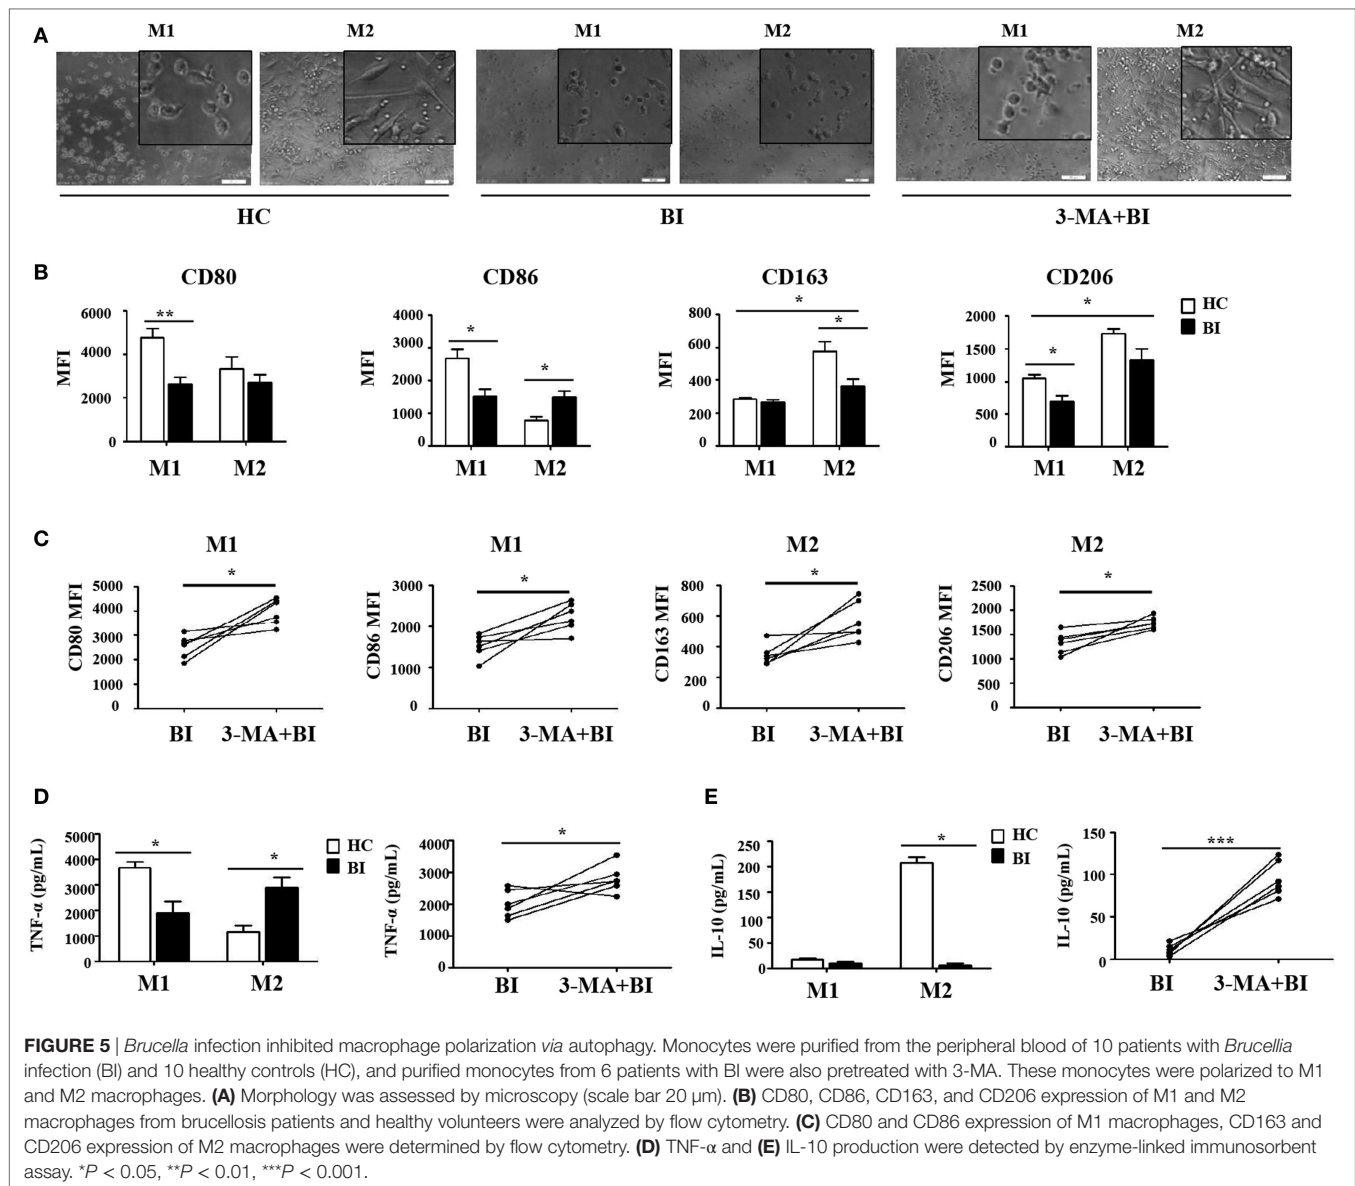 A
M1 M2 M1 M2 M1 M2
HC BI 3-MA+BI
B
CD80 CD86 CD163 CD206
HC
BI
MFI
6000
4000
2000
0
M1 M2
MFI
4000
3000
2000
1000
0
M1 M2
MFI
800
600
400
200
0
M1 M2
MFI
2000
1500
1000
500
0
M1 M2
** * * * * * *
C
M1 M1 M2 M2
CD80 MFI
5000
4000
3000
2000
1000
0
*
BI 3-MA+BI
CD86 MFI
3000
2000
1000
0
*
BI 3-MA+BI
CD163 MFI
800
600
400
200
0
*
BI 3-MA+BI
CD206 MFI
2500
2000
1500
1000
500
0
*
BI 3-MA+BI
D
TNF-α (pg/mL)
5000
4000
3000
2000
1000
0
* *
HC
BI
M1 M2
TNF-α (pg/mL)
4000
3000
2000
1000
0
*
BI 3-MA+BI
E
IL-10 (pg/mL)
250
200
150
250
50
0
*
HC
BI
M1 M2
IL-10 (pg/mL)
150
100
50
0
***
BI 3-MA+BI
FIGURE 5 | Brucella infection inhibited macrophage polarization via autophagy. Monocytes were purified from the peripheral blood of 10 patients with Brucellia
infection (BI) and 10 healthy controls (HC), and purified monocytes from 6 patients with BI were also pretreated with 3-MA. These monocytes were polarized to M1
and M2 macrophages. (A) Morphology was assessed by microscopy (scale bar 20 μm). (B) CD80, CD86, CD163, and CD206 expression of M1 and M2
macrophages from brucellosis patients and healthy volunteers were analyzed by flow cytometry. (C) CD80 and CD86 expression of M1 macrophages, CD163 and
CD206 expression of M2 macrophages were determined by flow cytometry. (D) TNF-α and (E) IL-10 production were detected by enzyme-linked immunosorbent
assay. *P < 0.05, **P < 0.01, ***P < 0.001.